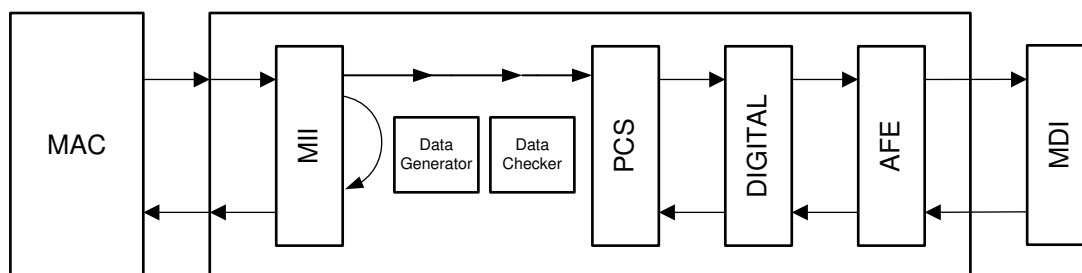 MAC
MII
Data
Generator
Data
Checker
PCS
DIGITAL
AFE
MDI